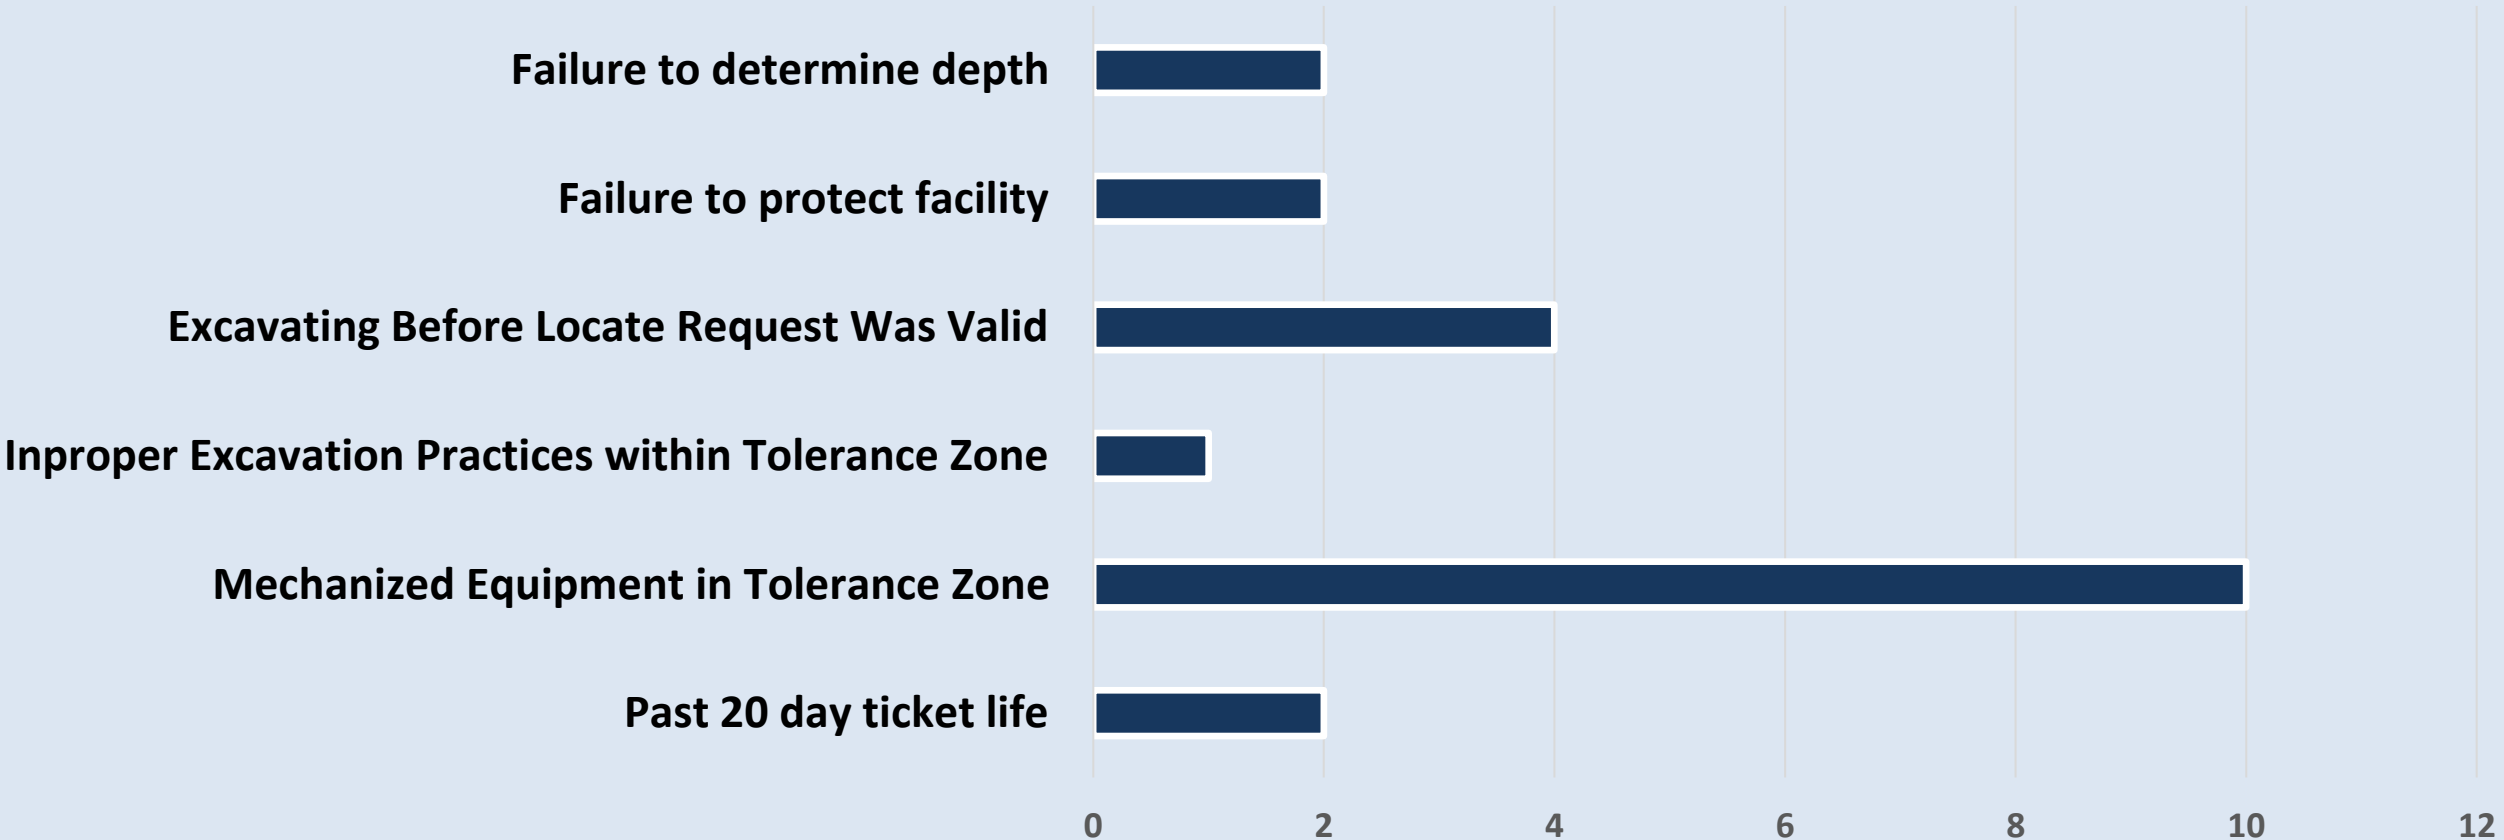 Failure to determine depth
Failure to protect facility
Excavating Before Locate Request Was Valid
Inproper Excavation Practices within Tolerance Zone
Mechanized Equipment in Tolerance Zone
Past 20 day ticket life
0 2 4 6 8 10 12